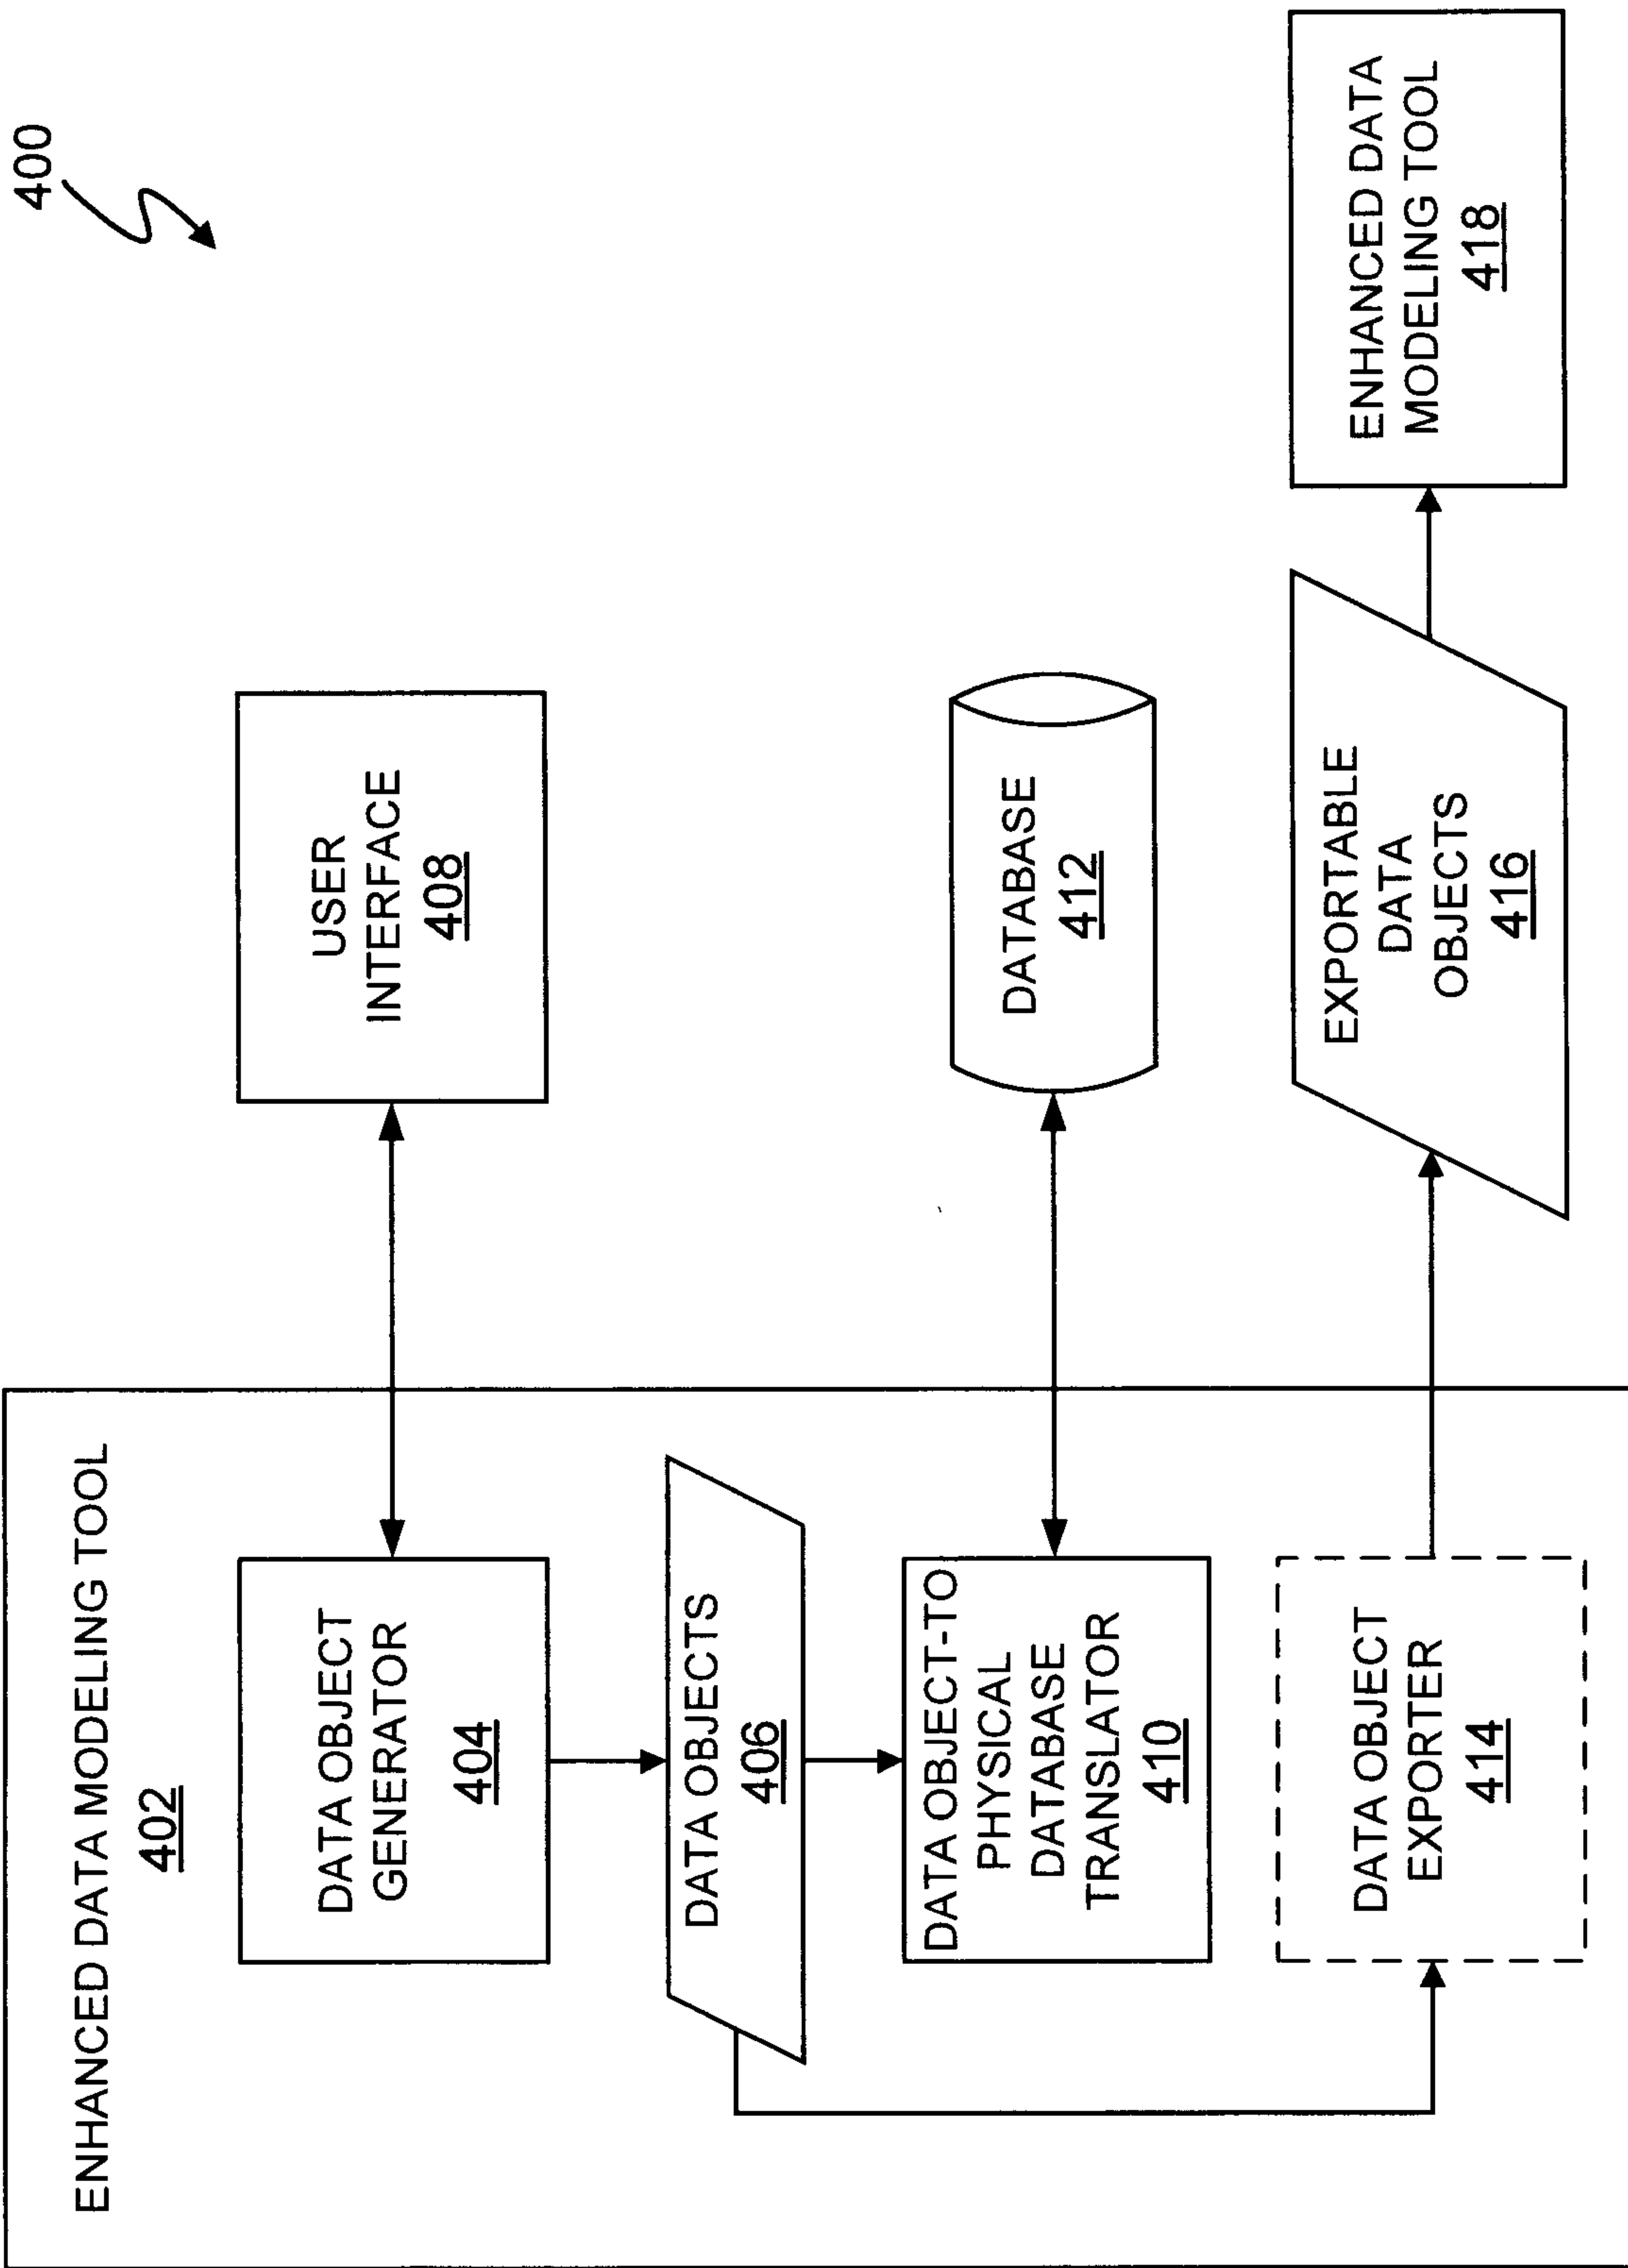 400
ENHANCED DATA MODELING TOOL
402
DATA OBJECT
GENERATOR
404
USER
INTERFACE
408
DATA OBJECTS
406
DATA OBJECT-TO
PHYSICAL
DATABASE
TRANSLATOR
410
DATABASE
412
DATA OBJECT
EXPORTER
414
EXPORTABLE
DATA
OBJECTS
416
ENHANCED DATA
MODELING TOOL
418